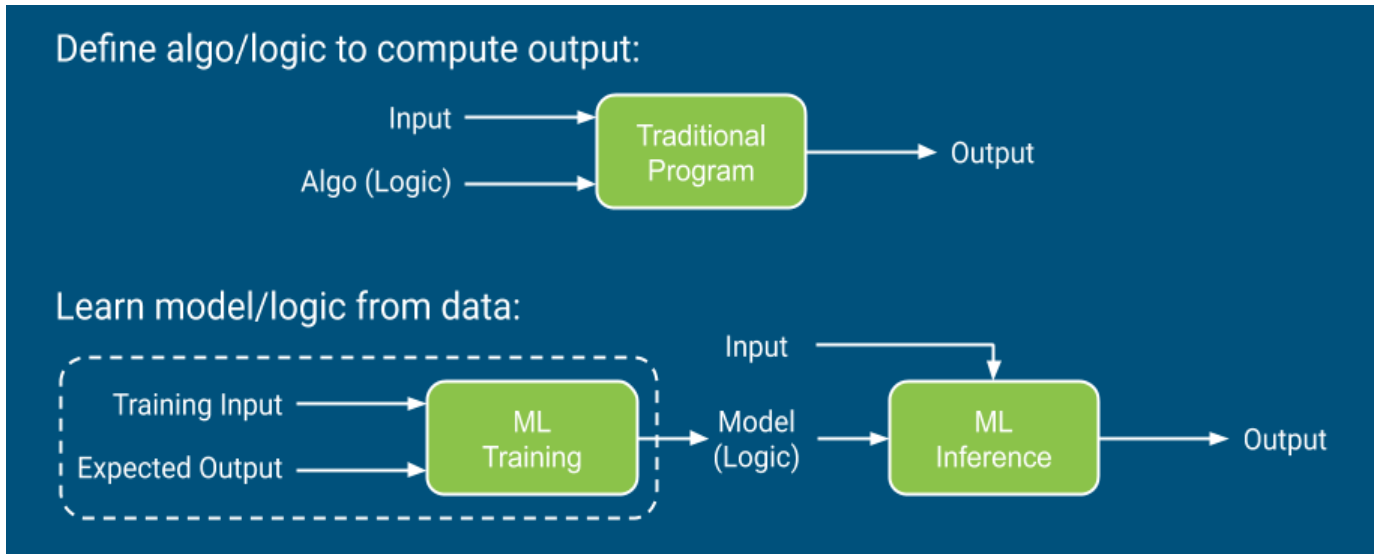 Define algo/logic to compute output:
Input
Algo (Logic)
Traditional
Program
Output
Learn model/logic from data:
Training Input
Expected Output
ML
Training
Model
(Logic)
Input
ML
Inference
Output